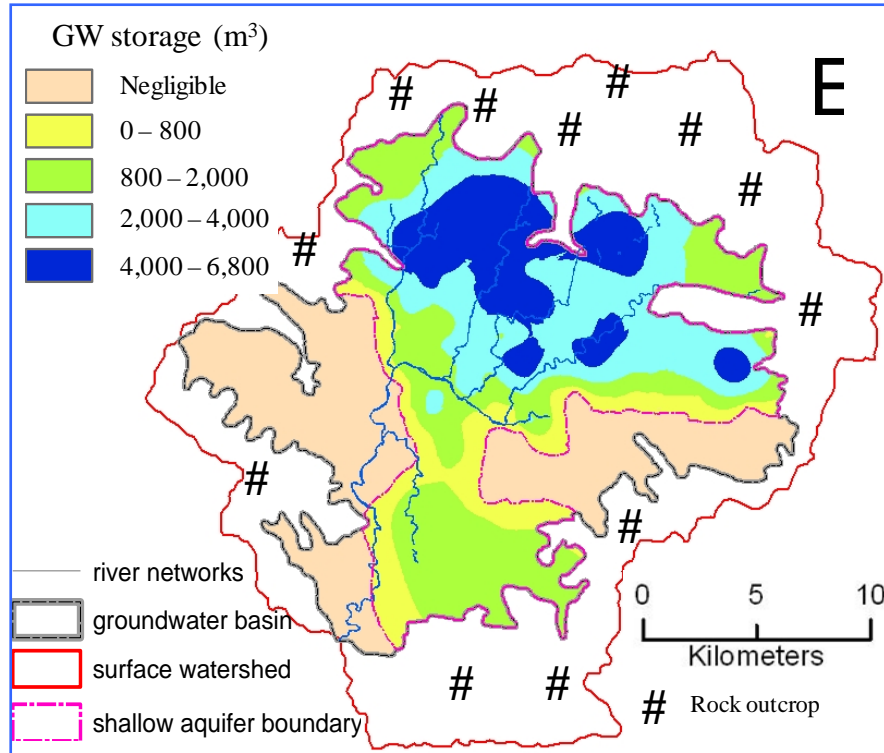 GW storage (m³)
Negligible
0 – 800
800 – 2,000
2,000 – 4,000
4,000 – 6,800
E
# # # # # # # # # # # #
river networks
groundwater basin
surface watershed
shallow aquifer boundary
0 5 10
Kilometers
# Rock outcrop